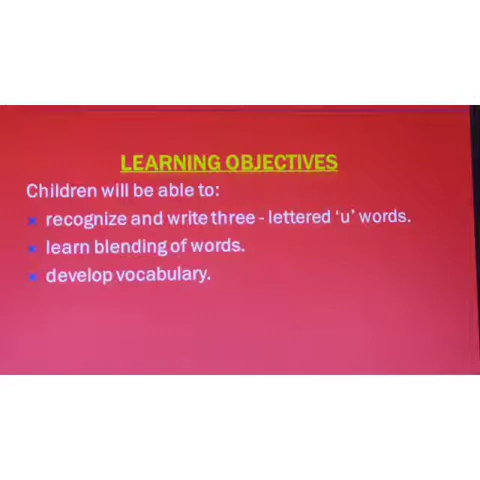 LEARNING OBJECTIVES
Children will be able to:
recognize and write three - lettered ‘u’ words.
learn blending of words.
develop vocabulary.